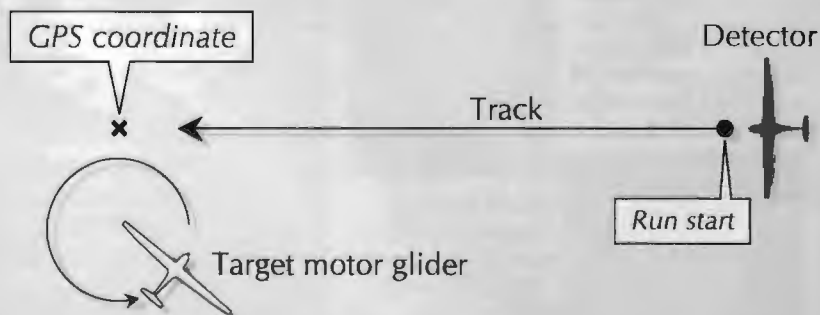 GPS coordinate
Detector
Track
Run start
Target motor glider